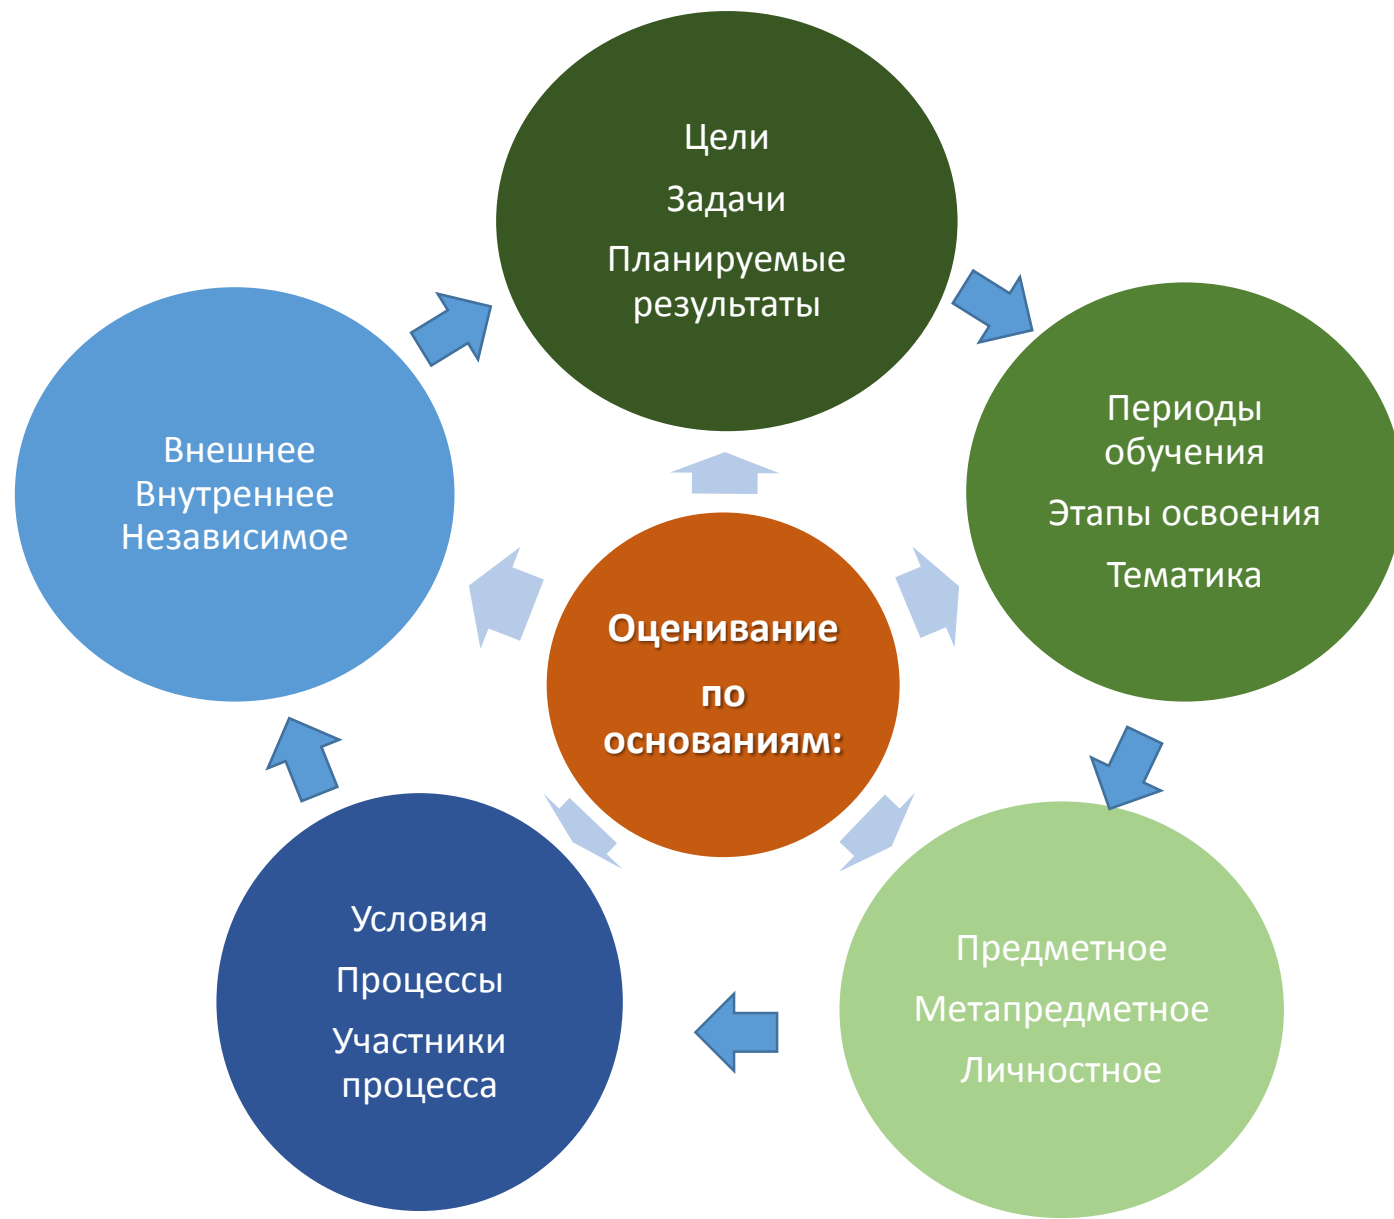 Цели
Задачи
Планируемые
результаты
Периоды
обучения
Этапы освоения
Тематика
Предметное
Метапредметное
Личностное
Условия
Процессы
Участники
процесса
Внешнее
Внутреннее
Независимое
Оценивание
по
основаниям: